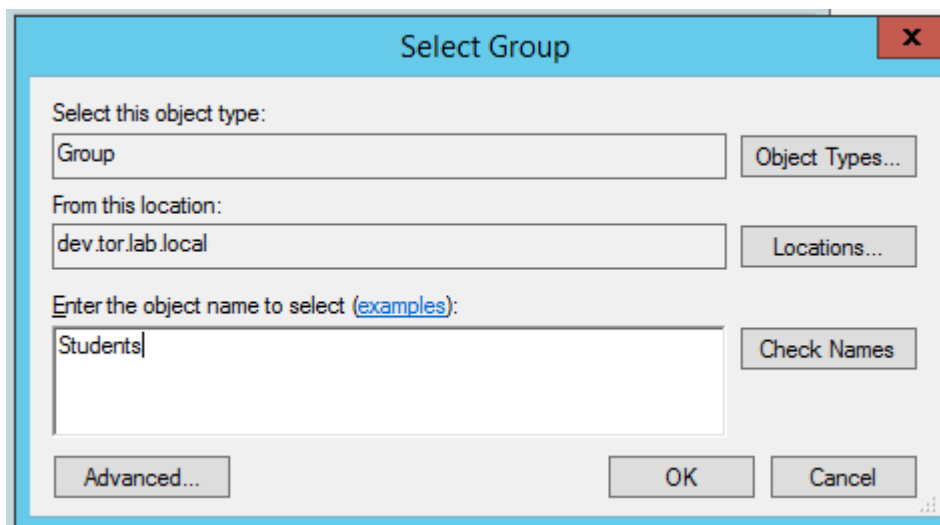 Select Group
x
Select this object type:
Group
Object Types...
From this location:
dev.tor.lab.local
Locations...
Enter the object name to select (examples):
Students
Check Names
Advanced...
OK
Cancel